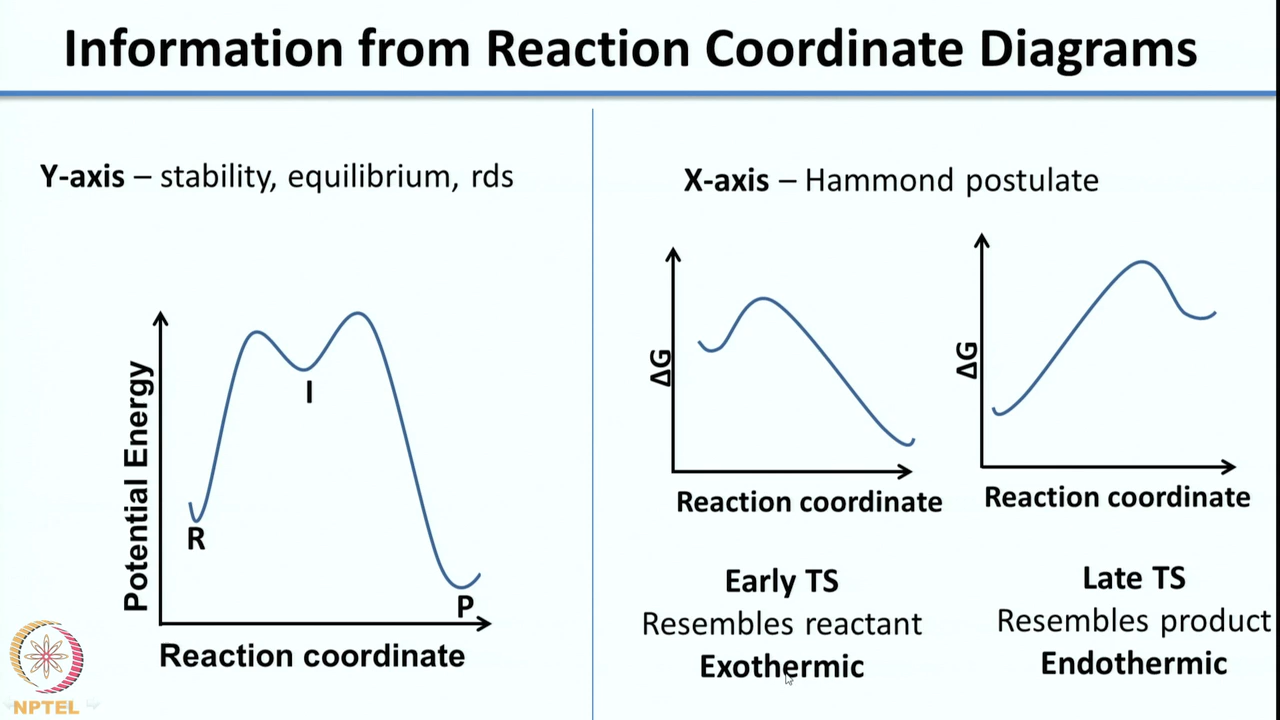 Information from Reaction Coordinate Diagrams
Y-axis – stability, equilibrium, rds
Potential Energy
I
R
P
Reaction coordinate
X-axis – Hammond postulate
ΔG
Reaction coordinate
Early TS
Resembles reactant
Exothermic
ΔG
Reaction coordinate
Late TS
Resembles product
Endothermic
NPTEL